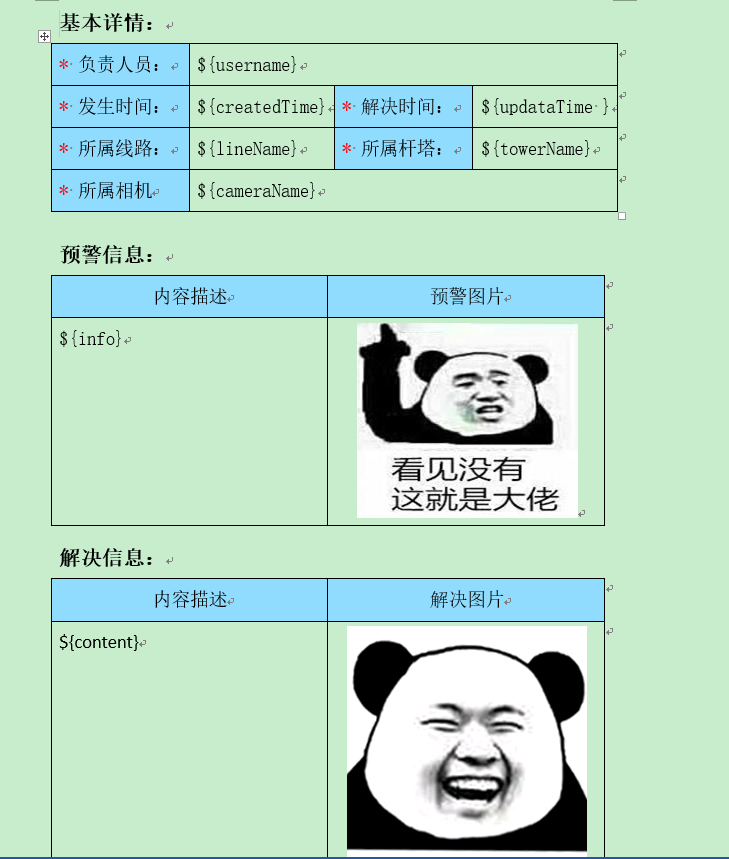 基本详情：
* 负责人员： ${username}
* 发生时间： ${createdTime} * 解决时间： ${updataTime }
* 所属线路： ${lineName} * 所属杆塔： ${towerName}
* 所属相机 ${cameraName}
预警信息：
内容描述 预警图片
${info}
看见没有
这就是大佬
解决信息：
内容描述 解决图片
${content}